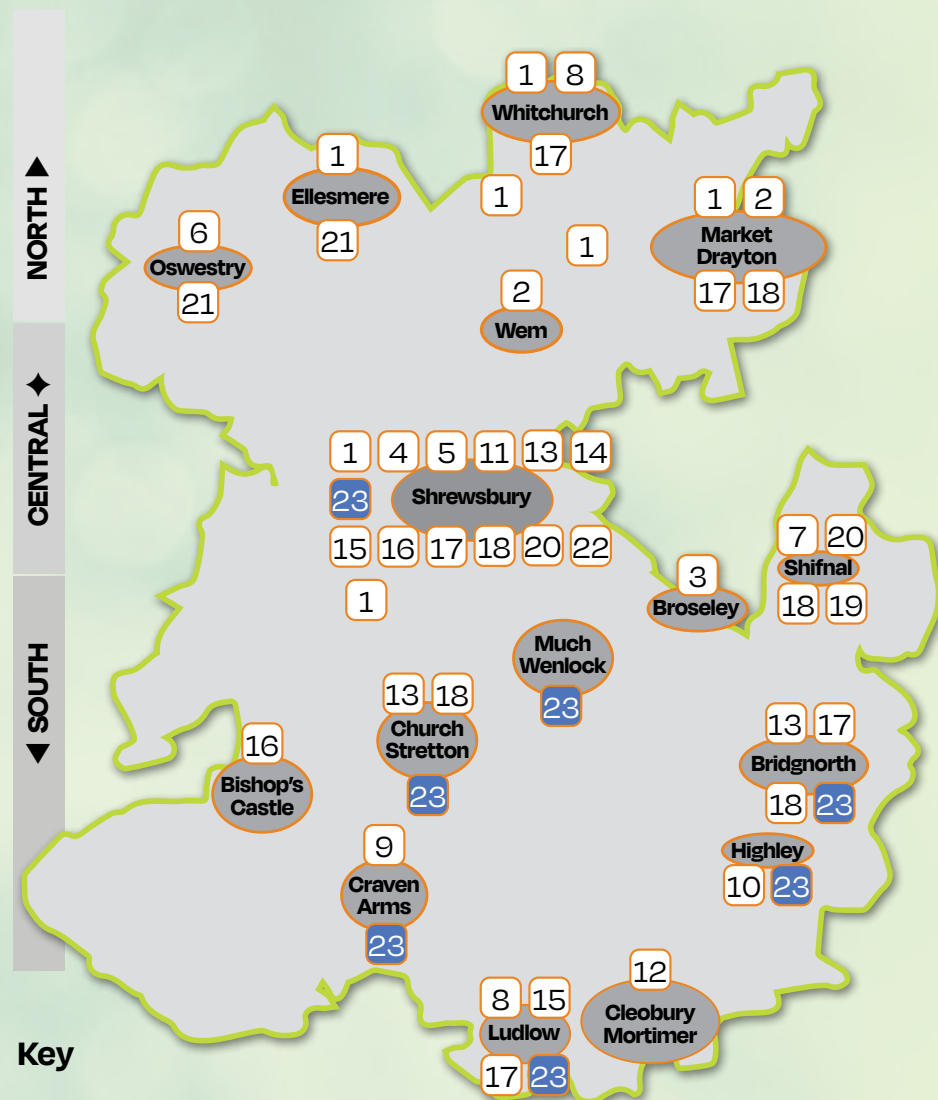 NORTH ▲
CENTRAL ✦
▼ SOUTH
1 8
Whitchurch
17
1
Ellesmere
21
1
1
6
Oswestry
21
1 2
Market
Drayton
17 18
2
Wem
1 4 5 11 13 14
23
Shrewsbury
15 16 17 18 20 22
1
7 20
Shifnal
18 19
3
Broseley
Much
Wenlock
23
13 18
Church
Stretton
23
16
Bishop's
Castle
13 17
Bridgnorth
18 23
Highley
10 23
9
Craven
Arms
23
12
Cleobury
Mortimer
8 15
Ludlow
17 23
Key